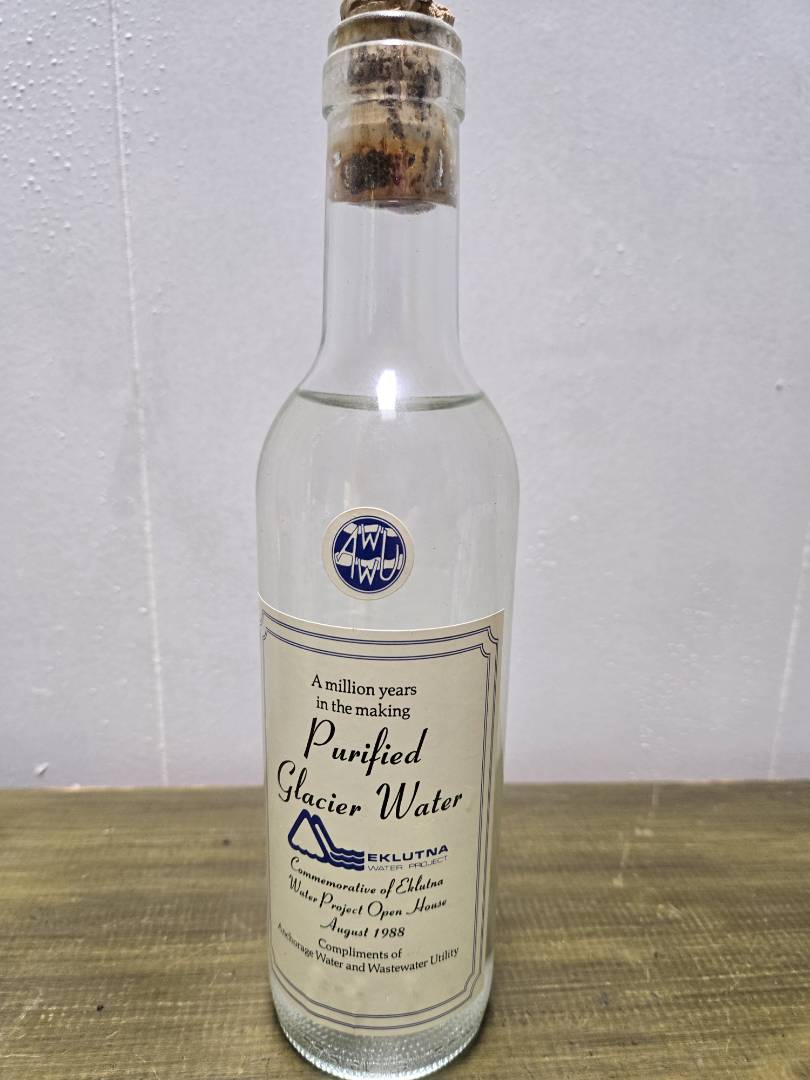 AWWU
A million years
in the making
Purified
Glacier Water
EKLUTNA
WATER PROJECT
Commemorative of Eklutna
Water Project Open House
August 1988
Compliments of
Anchorage Water and Wastewater Utility